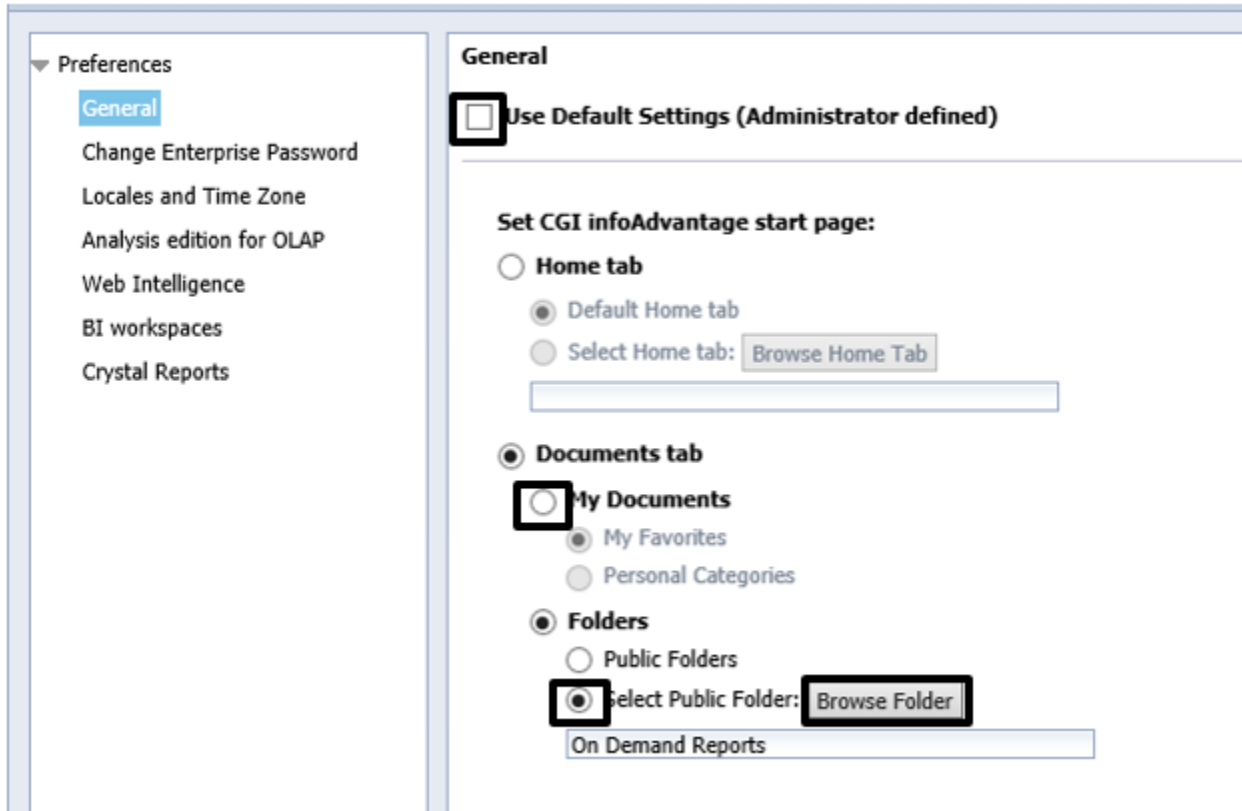 Preferences
General
Change Enterprise Password
Locales and Time Zone
Analysis edition for OLAP
Web Intelligence
BI workspaces
Crystal Reports
General
Use Default Settings (Administrator defined)
Set CGI infoAdvantage start page:
Home tab
Default Home tab
Select Home tab: Browse Home Tab
Documents tab
My Documents
My Favorites
Personal Categories
Folders
Public Folders
Select Public Folder: Browse Folder
On Demand Reports